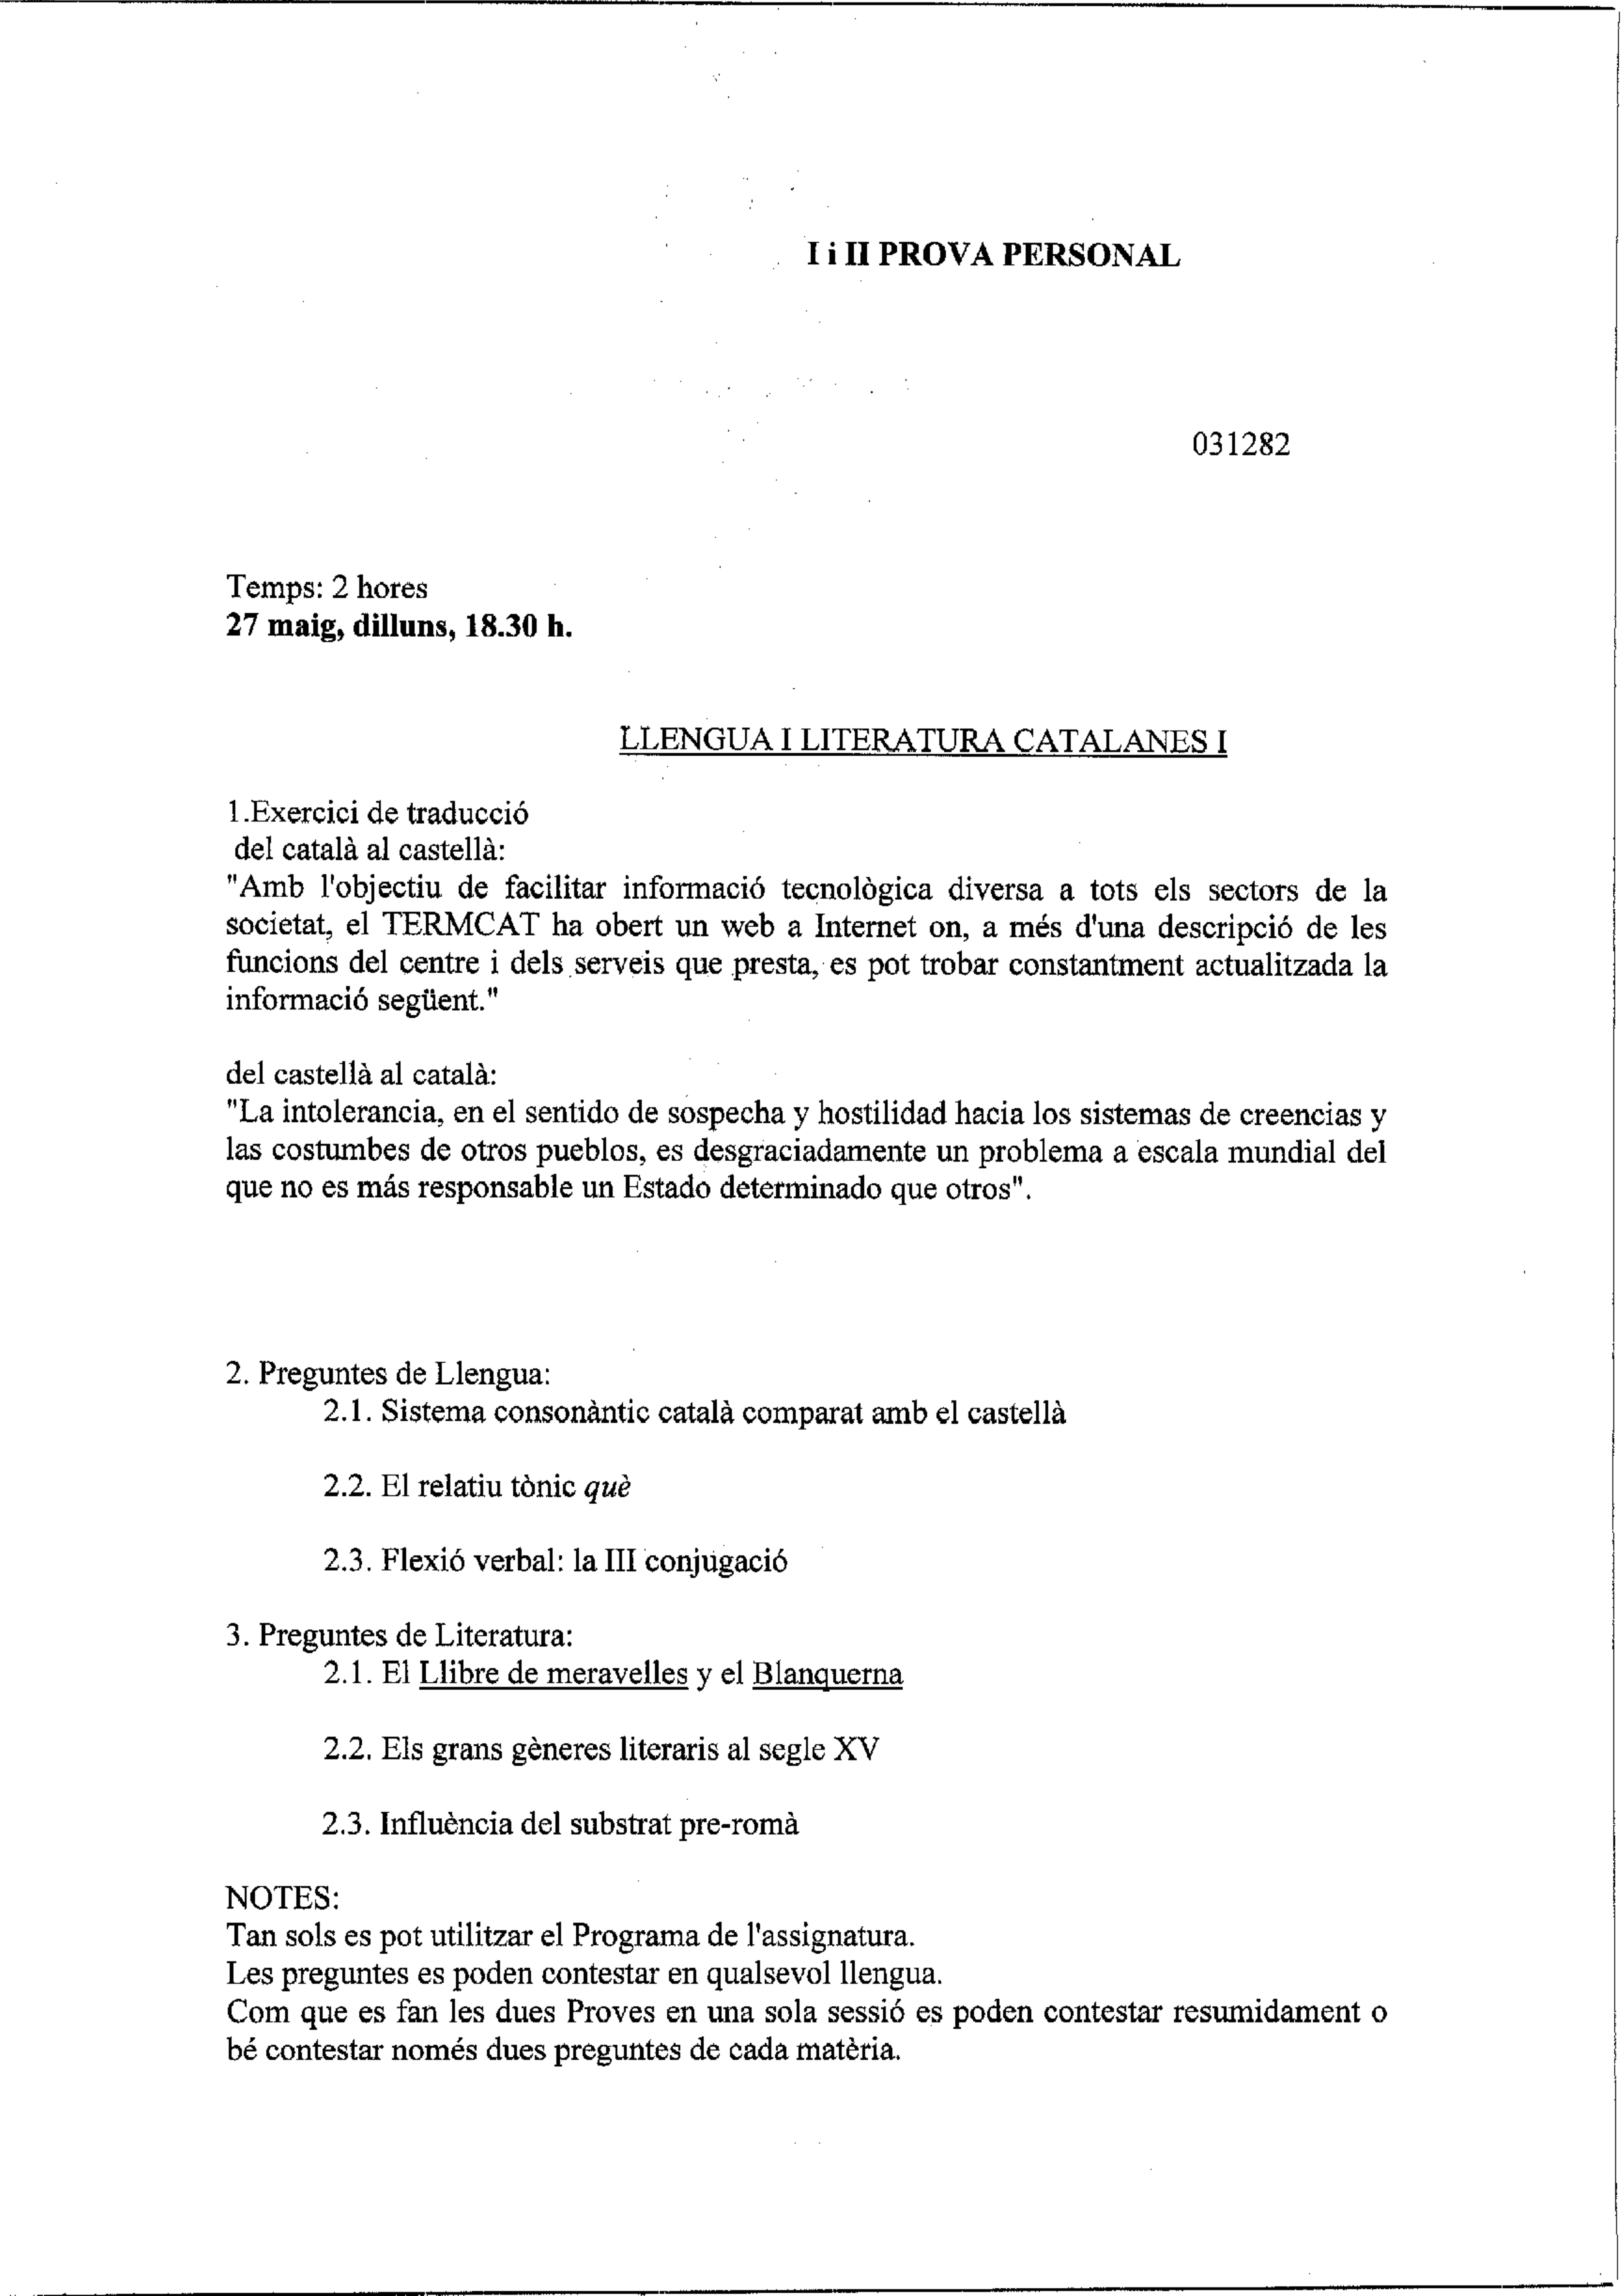 I i II PROVA PERSONAL
031282
Temps: 2 hores
27 maig, dilluns, 18.30 h.
LLENGUA I LITERATURA CATALANES I
1.Exercici de traducció
del català al castellà:
"Amb l'objectiu de facilitar informació tecnològica diversa a tots els sectors de la
societat, el TERMCAT ha obert un web a Internet on, a més d'una descripció de les
funcions del centre i dels serveis que presta, es pot trobar constantment actualitzada la
informació següent."
del castellà al català:
"La intolerancia, en el sentido de sospecha y hostilidad hacia los sistemas de creencias y
las costumbes de otros pueblos, es desgraciadamente un problema a escala mundial del
que no es más responsable un Estado determinado que otros".
2. Preguntes de Llengua:
2.1. Sistema consonàntic català comparat amb el castellà
2.2. El relatiu tònic què
2.3. Flexió verbal: la III conjugació
3. Preguntes de Literatura:
2.1. El Llibre de meravelles y el Blanquerna
2.2. Els grans gèneres literaris al segle XV
2.3. Influència del substrat pre-romà
NOTES:
Tan sols es pot utilitzar el Programa de l'assignatura.
Les preguntes es poden contestar en qualsevol llengua.
Com que es fan les dues Proves en una sola sessió es poden contestar resumidament o
bé contestar només dues preguntes de cada matèria.